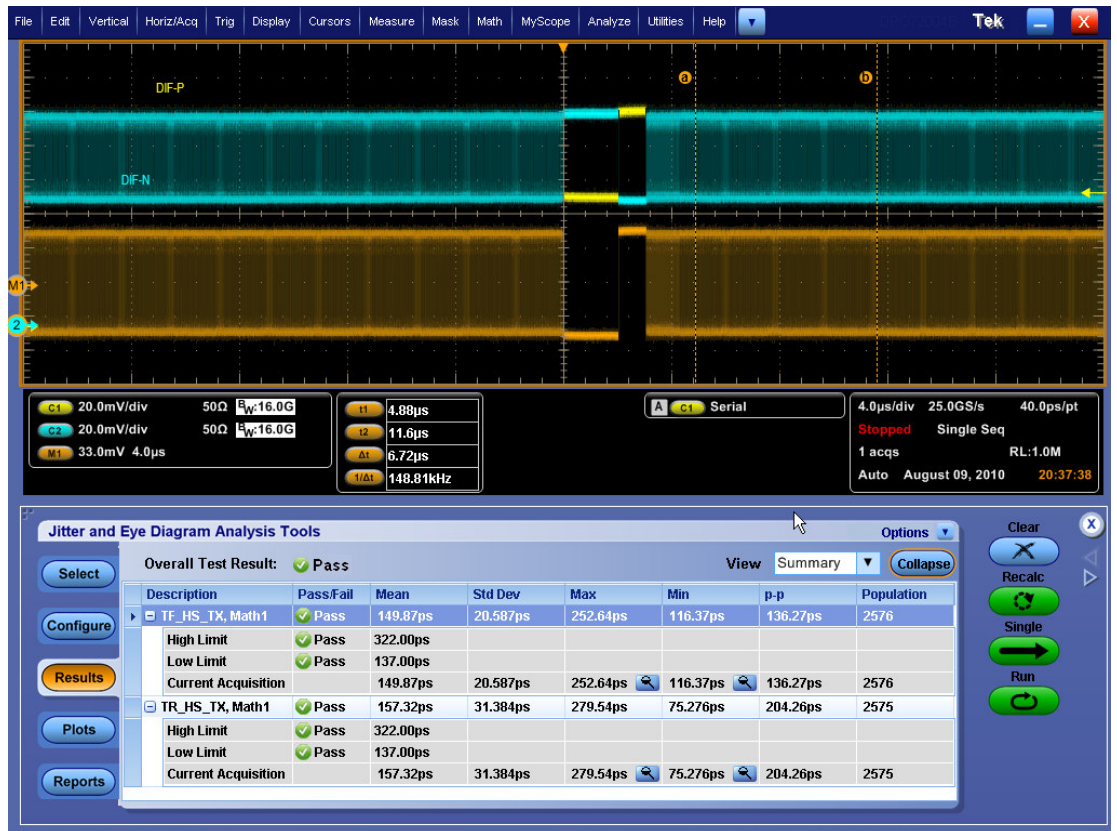 File Edit Vertical Horiz/Acq Trig Display Cursors Measure Mask Math MyScope Analyze Utilities Help Tek X
a b
DIF-P
DIF-N
M1
2
C1 20.0mV/div 50Ω BW:16.0G
C2 20.0mV/div 50Ω BW:16.0G
M1 33.0mV 4.0µs
t1 4.88µs
t2 11.6µs
Δt 6.72µs
1/Δt 148.81kHz
A C1 Serial
4.0µs/div 25.0GS/s 40.0ps/pt
Stopped Single Seq
1 acqs RL:1.0M
Auto August 09, 2010 20:37:38
Jitter and Eye Diagram Analysis Tools Options
Select
Configure
Results
Plots
Reports
Overall Test Result: Pass View Summary Collapse
Description Pass/Fail Mean Std Dev Max Min p-p Population
TF_HS_TX, Math1 Pass 149.87ps 20.587ps 252.64ps 116.37ps 136.27ps 2576
High Limit Pass 322.00ps
Low Limit Pass 137.00ps
Current Acquisition 149.87ps 20.587ps 252.64ps 116.37ps 136.27ps 2576
TR_HS_TX, Math1 Pass 157.32ps 31.384ps 279.54ps 75.276ps 204.26ps 2575
High Limit Pass 322.00ps
Low Limit Pass 137.00ps
Current Acquisition 157.32ps 31.384ps 279.54ps 75.276ps 204.26ps 2575
Clear X
Recalc
Single
Run